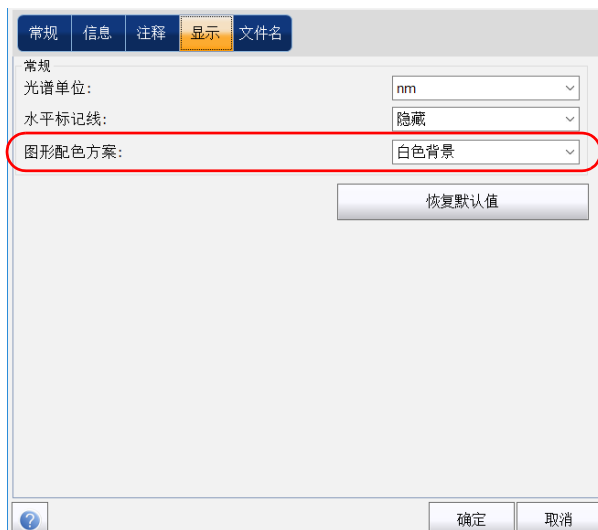 常规 信息 注释 显示 文件名
常规
光谱单位: nm
水平标记线: 隐藏
图形配色方案: 白色背景
恢复默认值
? 确定 取消